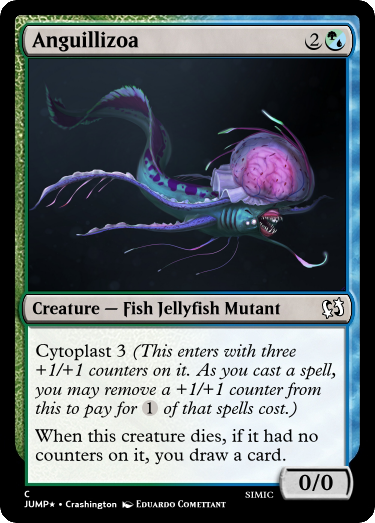 Anguillizoa 2
Creature — Fish Jellyfish Mutant
Cytoplast 3 (This enters with three
+1/+1 counters on it. As you cast a spell,
you may remove a +1/+1 counter from
this to pay for 1 of that spells cost.)
When this creature dies, if it had no
counters on it, you draw a card.
0/0
C SIMIC
JUMP★ • Crashington Eduardo Comettant